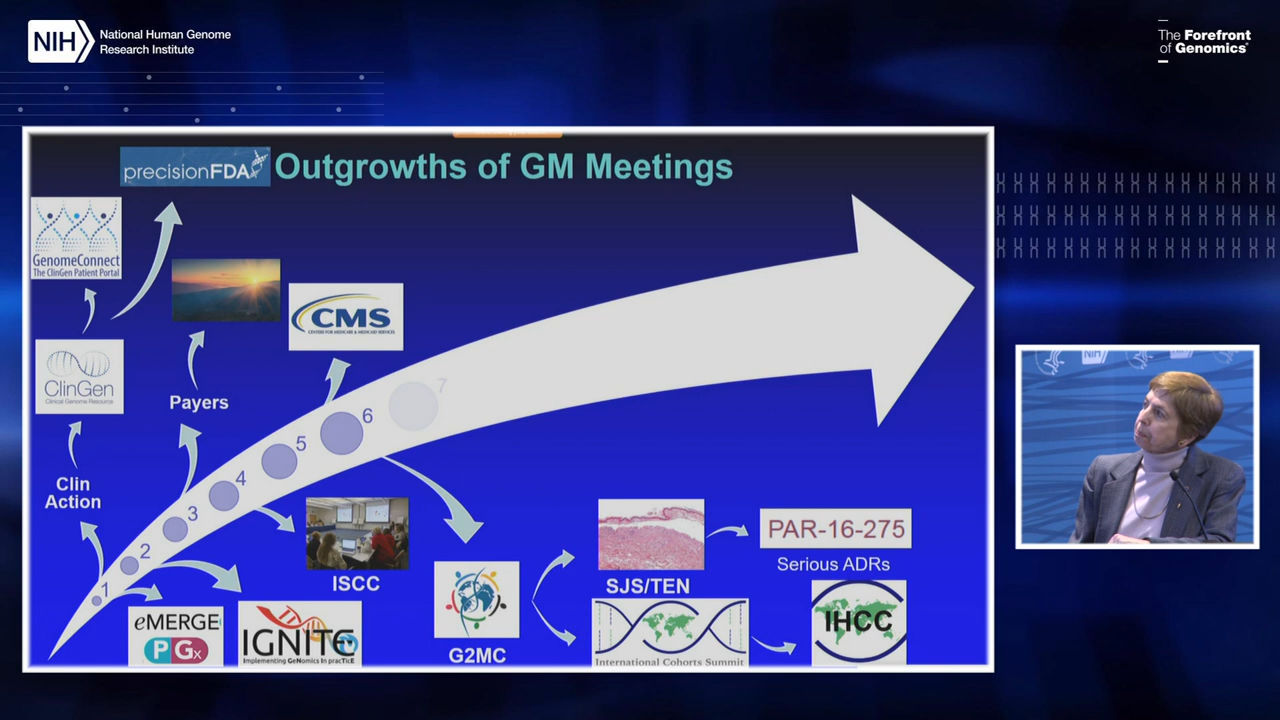 NIH
National Human Genome
Research Institute
The Forefront
of Genomics®
precisionFDA
Outgrowths of GM Meetings
GenomeConnect
The ClinGen Patient Portal
CMS
CENTERS FOR MEDICARE & MEDICAID SERVICES
ClinGen
Clinical Genome Resource
Payers
Clin
Action
7
6
5
4
3
2
1
ISCC
eMERGE
PGx
IGNITE
Implementing GeNomics In pracTicE
G2MC
SJS/TEN
PAR-16-275
Serious ADRs
International Cohorts Summit
IHCC
NIH